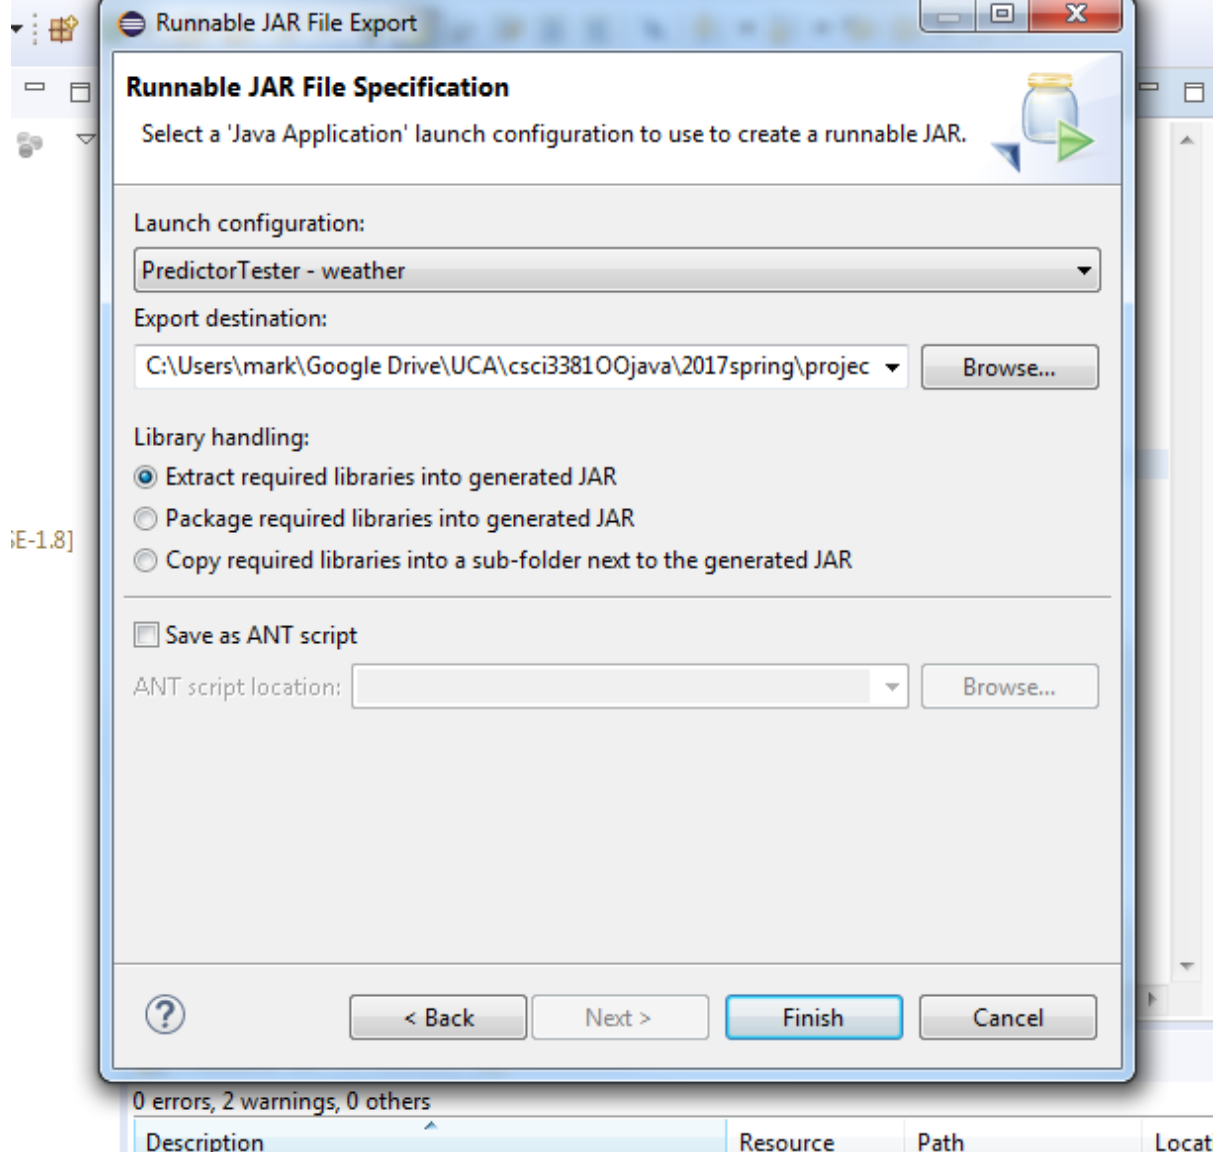 Runnable JAR File Export
Runnable JAR File Specification
Select a 'Java Application' launch configuration to use to create a runnable JAR.
Launch configuration:
PredictorTester - weather
Export destination:
C:\Users\mark\Google Drive\UCA\csci3381OOjava\2017spring\projec
Browse...
Library handling:
Extract required libraries into generated JAR
Package required libraries into generated JAR
SE-1.8]
Copy required libraries into a sub-folder next to the generated JAR
Save as ANT script
ANT script location:
Browse...
? < Back Next > Finish Cancel
0 errors, 2 warnings, 0 others
Description Resource Path Locat